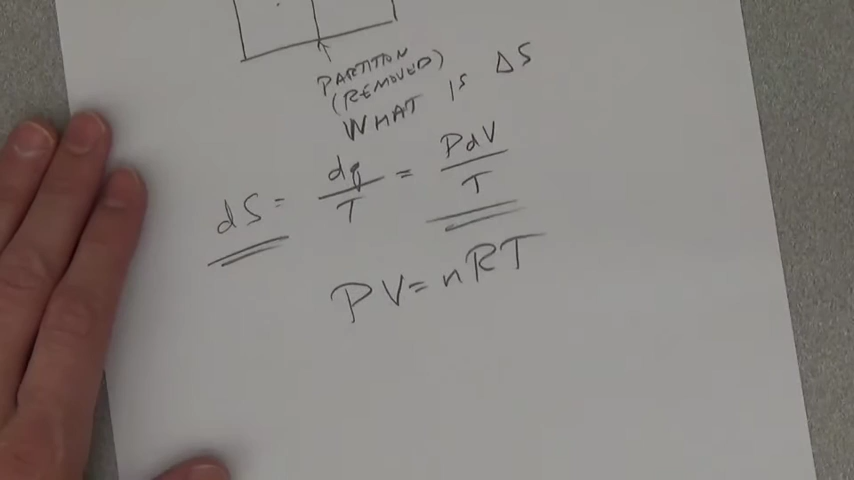 PARTITION
(REMOVED)
WHAT IS ΔS
dS = dq/T = PdV/T
PV = nRT